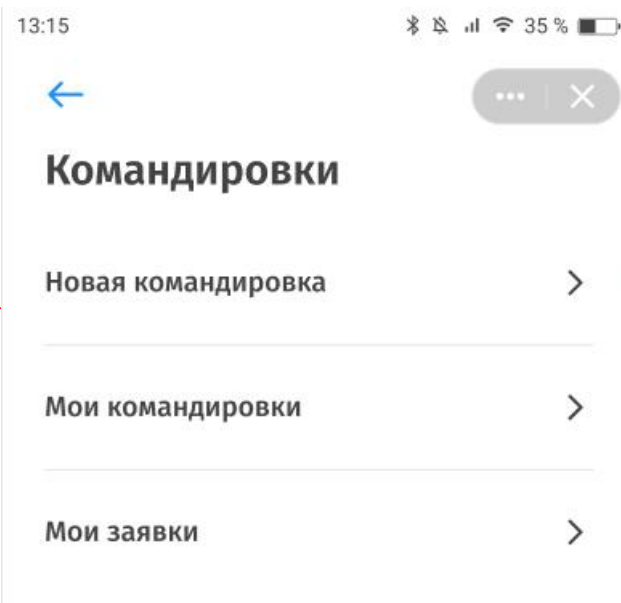 13:15 35 %
Командировки
Новая командировка
Мои командировки
Мои заявки